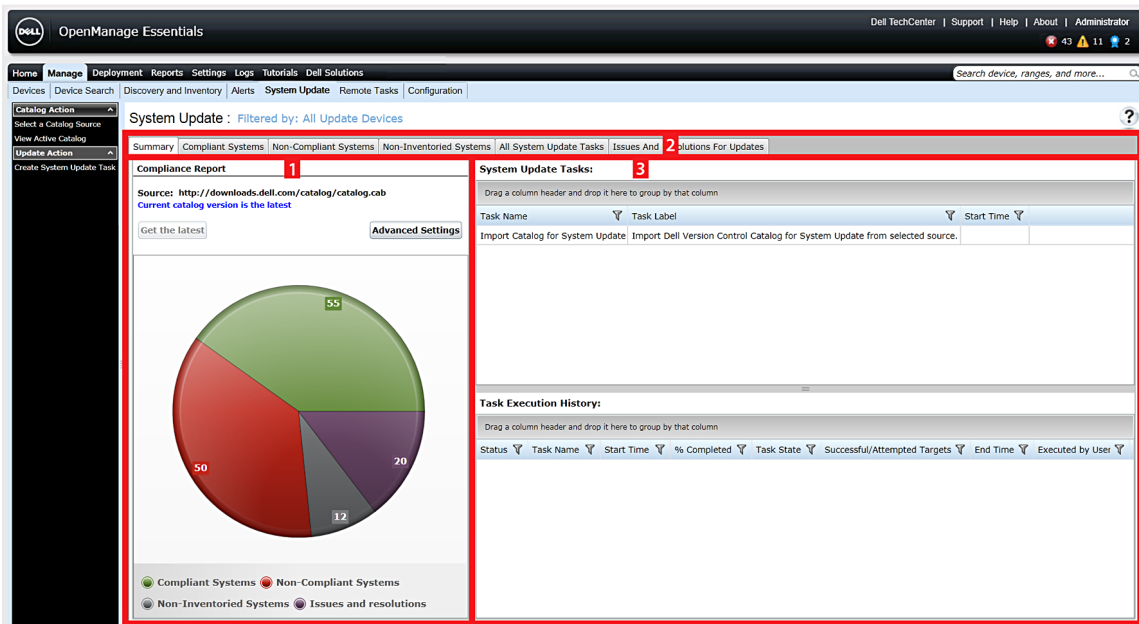 DELL OpenManage Essentials
Dell TechCenter | Support | Help | About | Administrator
43 11 2
Home Manage Deployment Reports Settings Logs Tutorials Dell Solutions
Search device, ranges, and more...
Devices Device Search Discovery and Inventory Alerts System Update Remote Tasks Configuration
Catalog Action
Select a Catalog Source
View Active Catalog
Update Action
Create System Update Task
System Update : Filtered by: All Update Devices
?
Summary Compliant Systems Non-Compliant Systems Non-Inventoried Systems All System Update Tasks Issues And 2 olutions For Updates
Compliance Report 1
Source: http://downloads.dell.com/catalog/catalog.cab
Current catalog version is the latest
Get the latest Advanced Settings
55
50
20
12
Compliant Systems Non-Compliant Systems
Non-Inventoried Systems Issues and resolutions
System Update Tasks: 3
Drag a column header and drop it here to group by that column
Task Name Task Label Start Time
Import Catalog for System Update Import Dell Version Control Catalog for System Update from selected source.
Task Execution History:
Drag a column header and drop it here to group by that column
Status Task Name Start Time % Completed Task State Successful/Attempted Targets End Time Executed by User